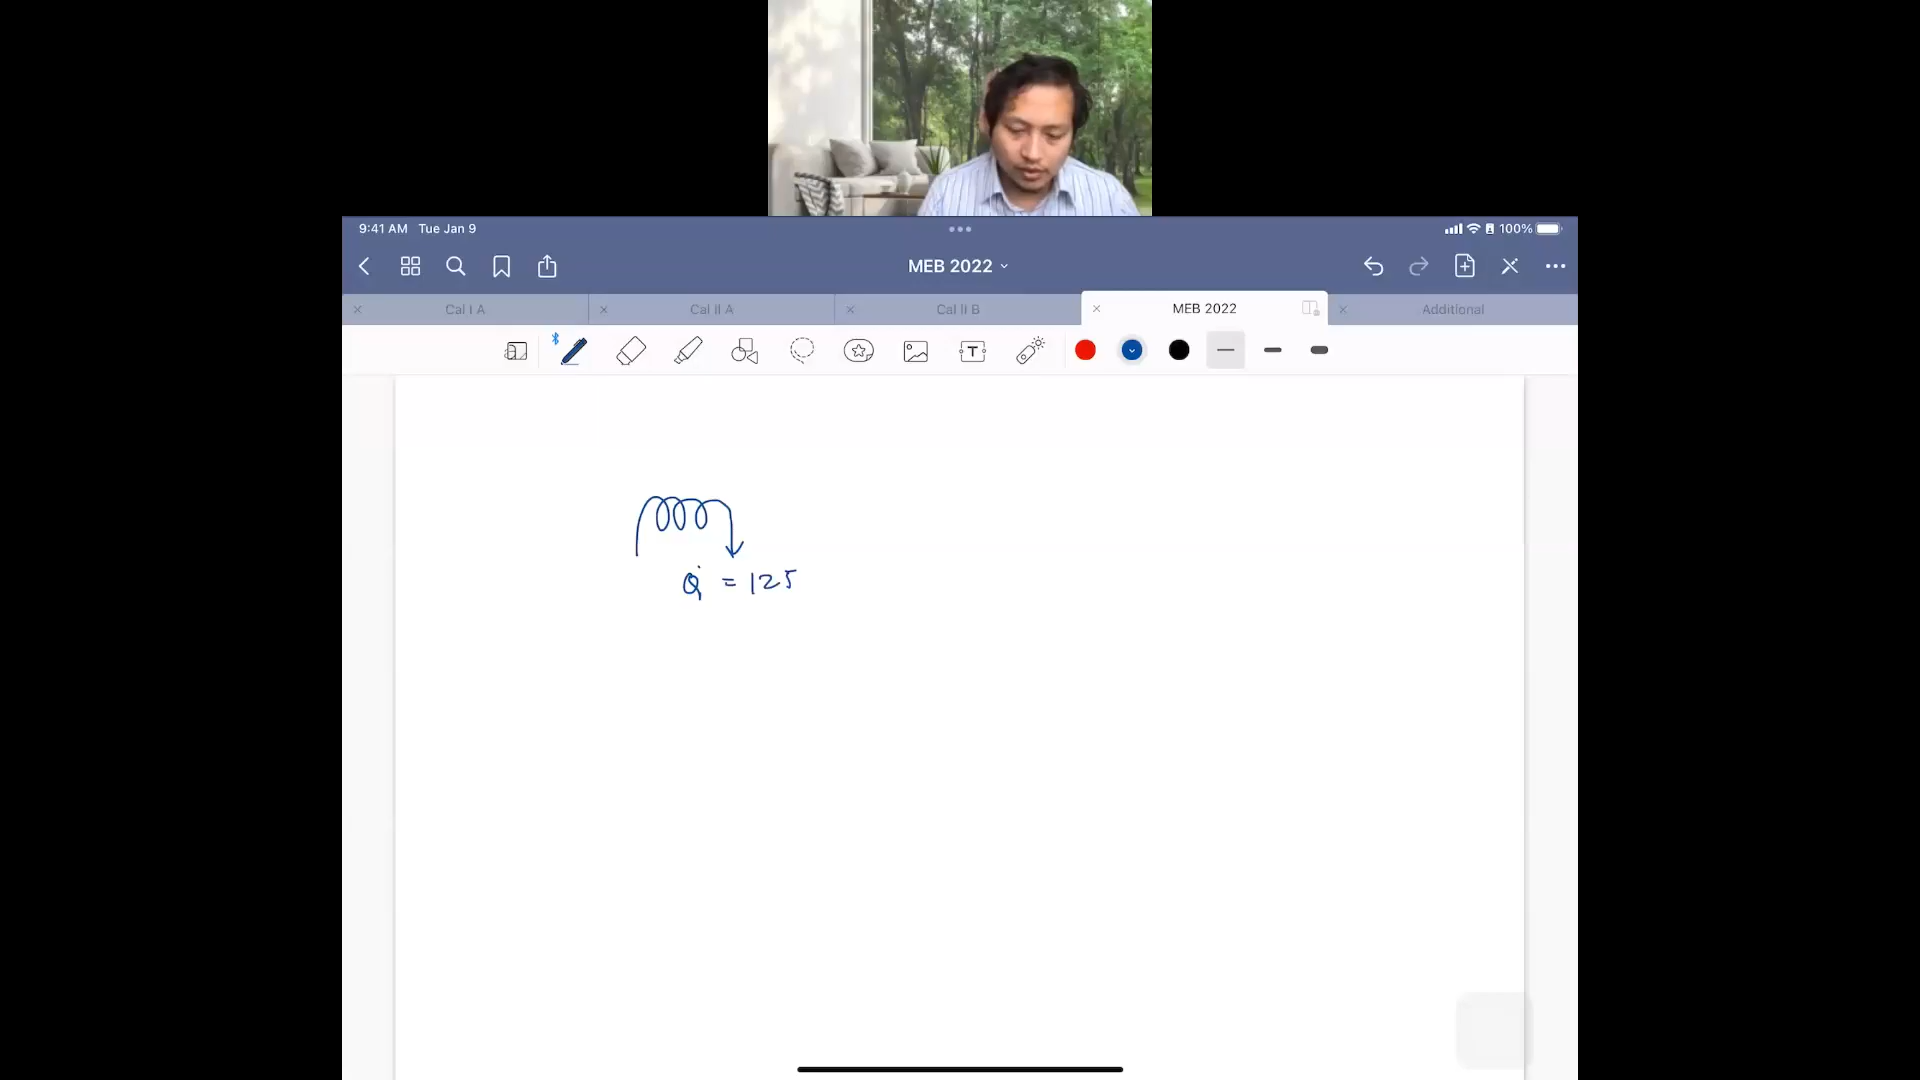 9:41 AM Tue Jan 9
100%
MEB 2022
Cal I A
Cal II A
Cal II B
MEB 2022
Additional
T
Q̇ = 125